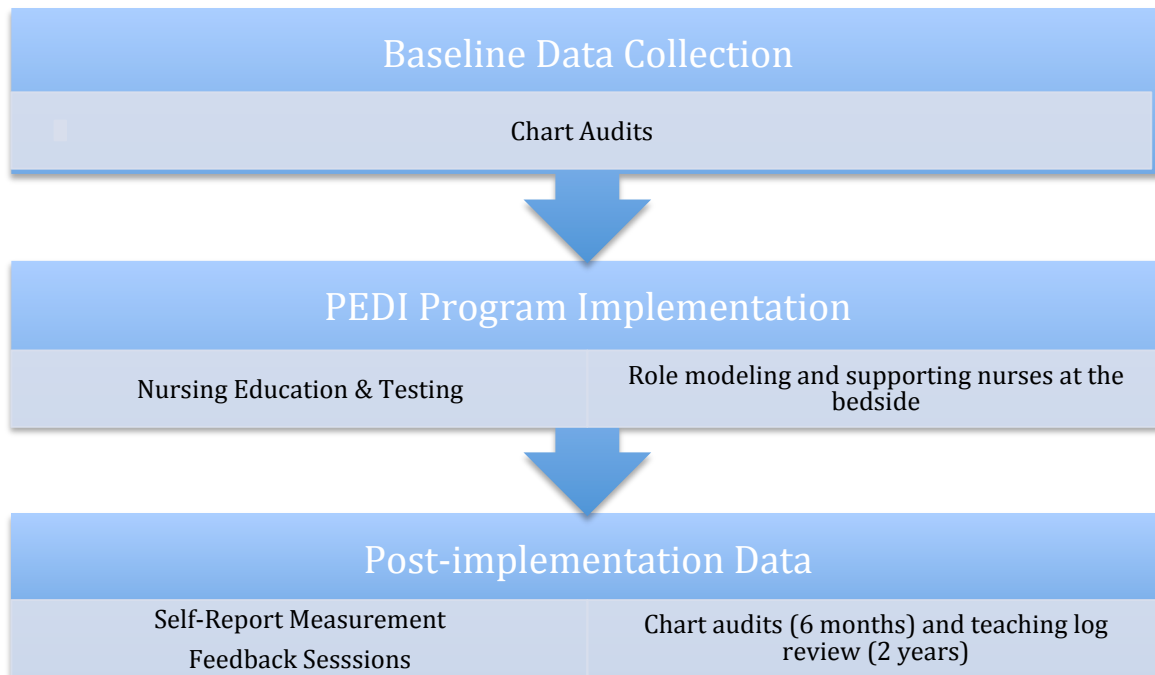 Baseline Data Collection
Chart Audits
PEDI Program Implementation
Nursing Education & Testing
Role modeling and supporting nurses at the
bedside
Post-implementation Data
Self-Report Measurement
Feedback Sesssions
Chart audits (6 months) and teaching log
review (2 years)